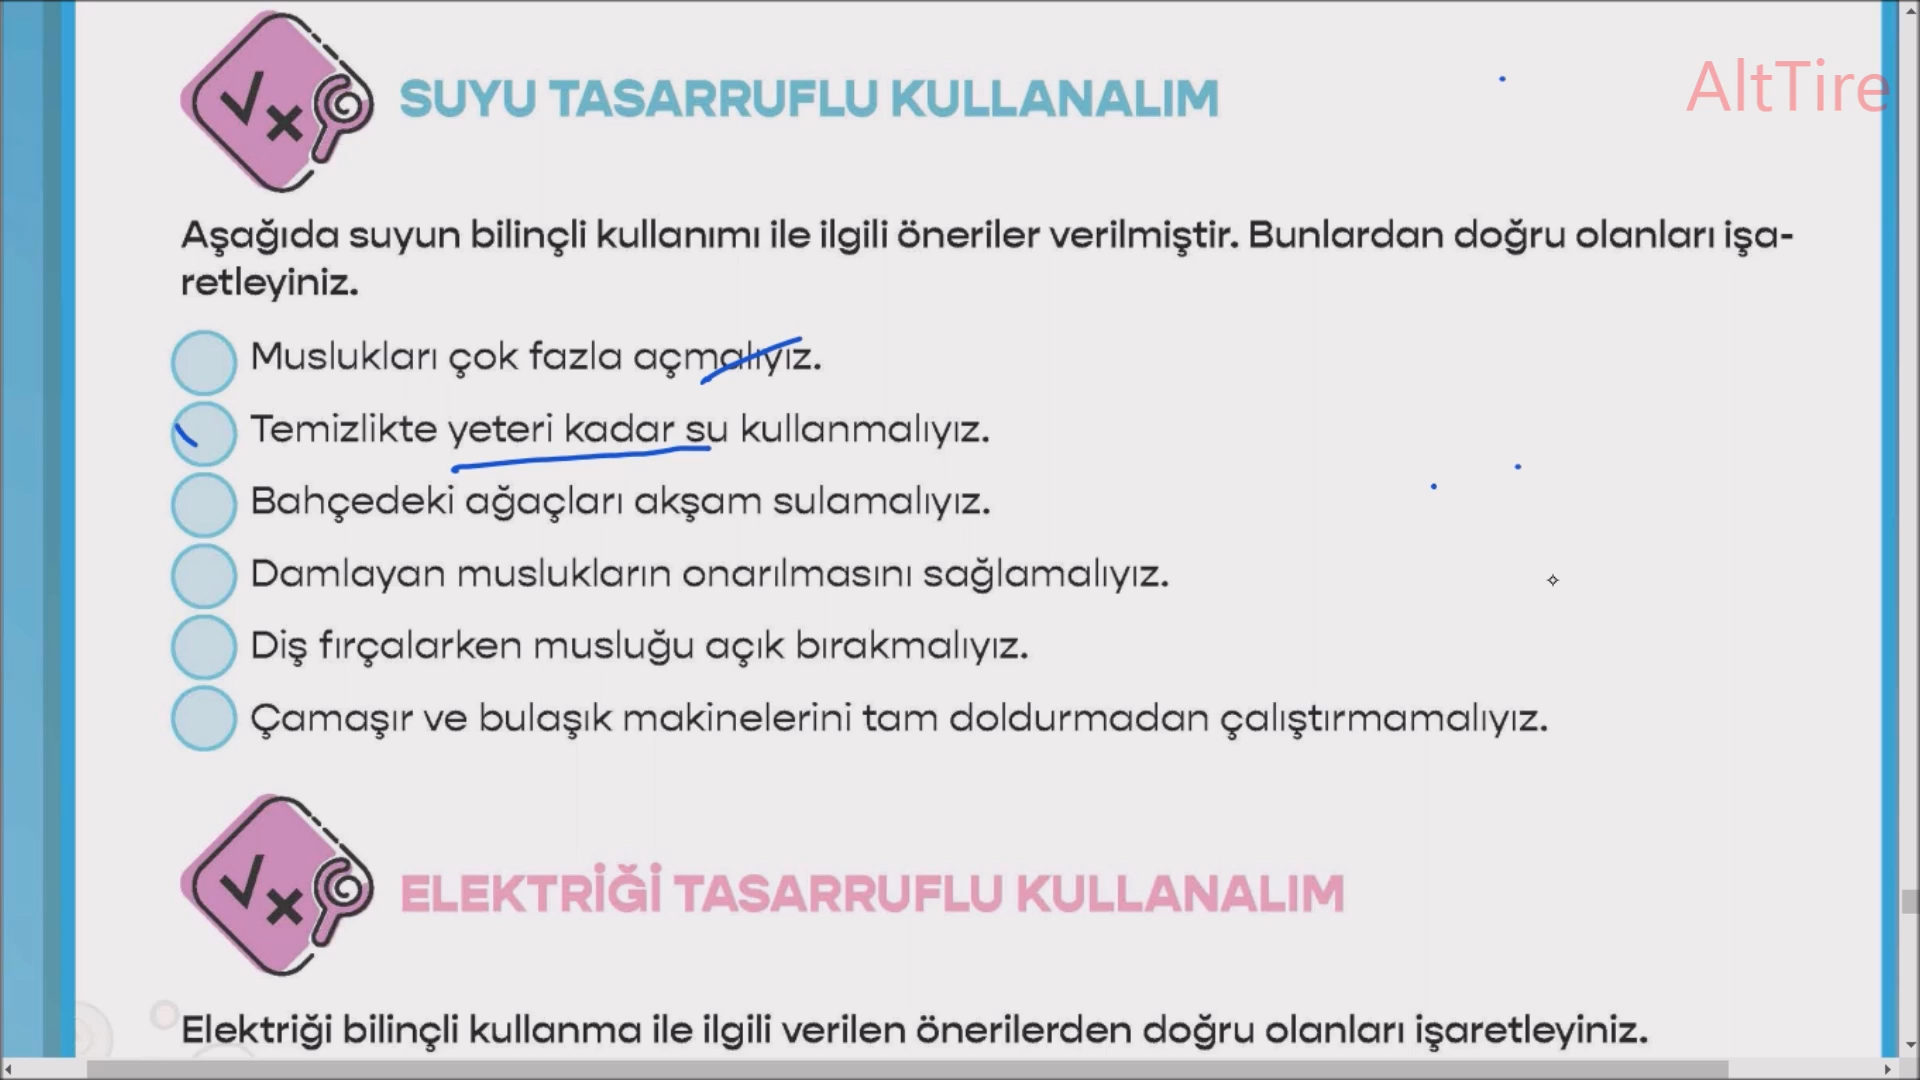 AltTire
SUYU TASARRUFLU KULLANALIM
Aşağıda suyun bilinçli kullanımı ile ilgili öneriler verilmiştir. Bunlardan doğru olanları işa-
retleyiniz.
Muslukları çok fazla açmalıyız.
Temizlikte yeteri kadar su kullanmalıyız.
Bahçedeki ağaçları akşam sulamalıyız.
Damlayan muslukların onarılmasını sağlamalıyız.
Diş fırçalarken musluğu açık bırakmalıyız.
Çamaşır ve bulaşık makinelerini tam doldurmadan çalıştırmamalıyız.
ELEKTRİĞİ TASARRUFLU KULLANALIM
Elektriği bilinçli kullanma ile ilgili verilen önerilerden doğru olanları işaretleyiniz.